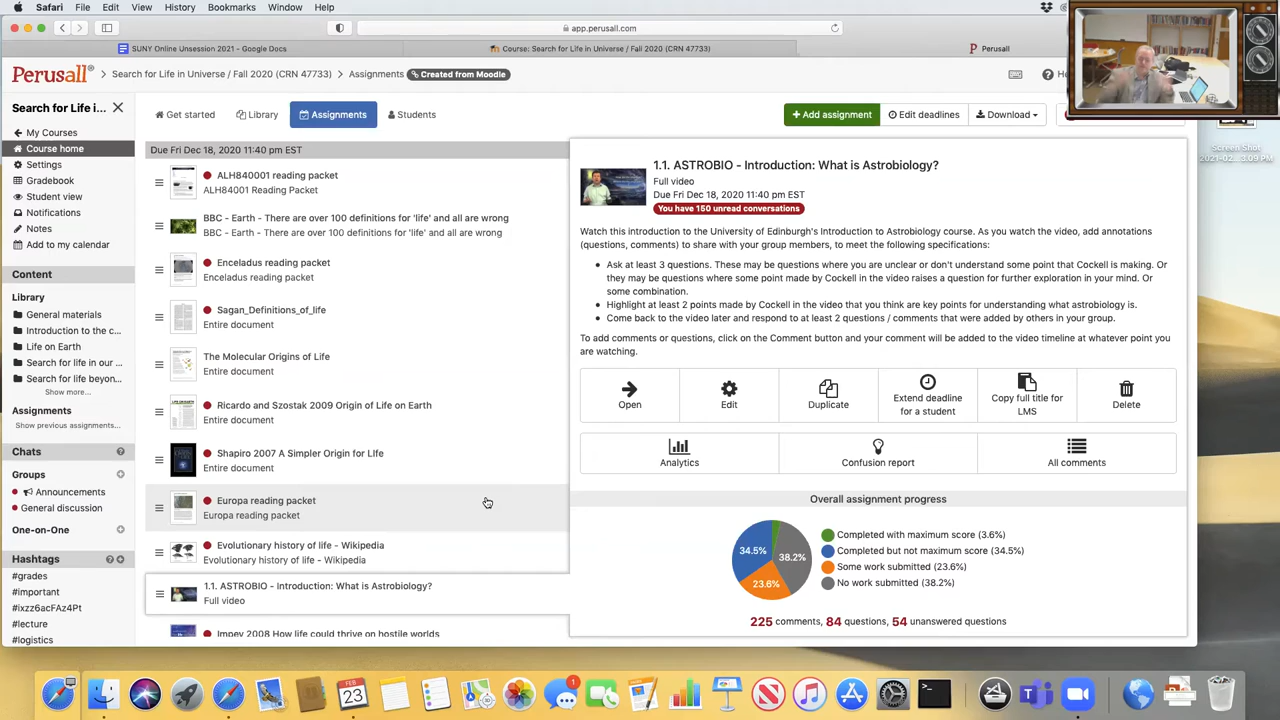 Safari File Edit View History Bookmarks Window Help
app.perusall.com
SUNY Online Unsession 2021 - Google Docs
Course: Search for Life in Universe / Fall 2020 (CRN 47733)
Perusall
Perusall® Search for Life in Universe / Fall 2020 (CRN 47733) Assignments Created from Moodle
Search for Life i...
Get started Library Assignments Students
Add assignment Edit deadlines Download
My Courses
Course home
Settings
Gradebook
Student view
Notifications
Notes
Add to my calendar
Content
Library
General materials
Introduction to the c...
Life on Earth
Search for life in our ...
Search for life beyon...
Show more...
Assignments
Show previous assignments...
Chats
Groups
Announcements
General discussion
One-on-One
Hashtags
#grades
#important
#ixzz6acFAz4Pt
#lecture
#logistics
Due Fri Dec 18, 2020 11:40 pm EST
ALH840001 reading packet
ALH84001 Reading Packet
BBC - Earth - There are over 100 definitions for 'life' and all are wrong
BBC - Earth - There are over 100 definitions for 'life' and all are wrong
Enceladus reading packet
Enceladus reading packet
Sagan_Definitions_of_life
Entire document
The Molecular Origins of Life
Entire document
Ricardo and Szostak 2009 Origin of Life on Earth
Entire document
Shapiro 2007 A Simpler Origin for LIfe
Entire document
Europa reading packet
Europa reading packet
Evolutionary history of life - Wikipedia
Evolutionary history of life - Wikipedia
1.1. ASTROBIO - Introduction: What is Astrobiology?
Full video
Impey 2008 How life could thrive on hostile worlds
1.1. ASTROBIO - Introduction: What is Astrobiology?
Full video
Due Fri Dec 18, 2020 11:40 pm EST
You have 150 unread conversations
Watch this introduction to the University of Edinburgh's Introduction to Astrobiology course. As you watch the video, add annotations
(questions, comments) to share with your group members, to meet the following specifications:
• Ask at least 3 questions. These may be questions where you are unclear or don't understand some point that Cockell is making. Or
they may be questions where some point made by Cockell in the video raises a question for further exploration in your mind. Or
some combination.
• Highlight at least 2 points made by Cockell in the video that you think are key points for understanding what astrobiology is.
• Come back to the video later and respond to at least 2 questions / comments that were added by others in your group.
To add comments or questions, click on the Comment button and your comment will be added to the video timeline at whatever point you
are watching.
Open Edit Duplicate Extend deadline Copy full title for Delete
for a student LMS
Analytics Confusion report All comments
Overall assignment progress
34.5% 38.2% 23.6%
Completed with maximum score (3.6%)
Completed but not maximum score (34.5%)
Some work submitted (23.6%)
No work submitted (38.2%)
225 comments, 84 questions, 54 unanswered questions
Screen Shot
FEB
23
1